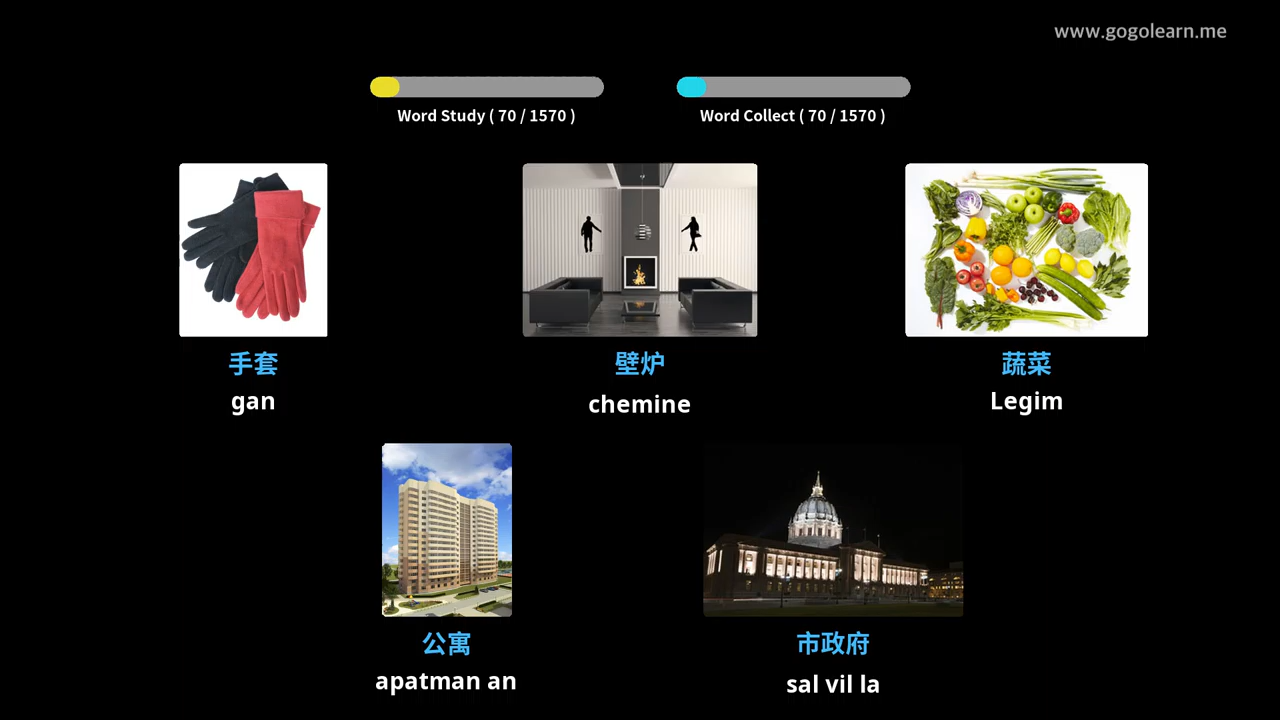 www.gogolearn.me
Word Study ( 70 / 1570 )
Word Collect ( 70 / 1570 )
手套
gan
壁炉
chemine
蔬菜
Legim
公寓
apatman an
市政府
sal vil la